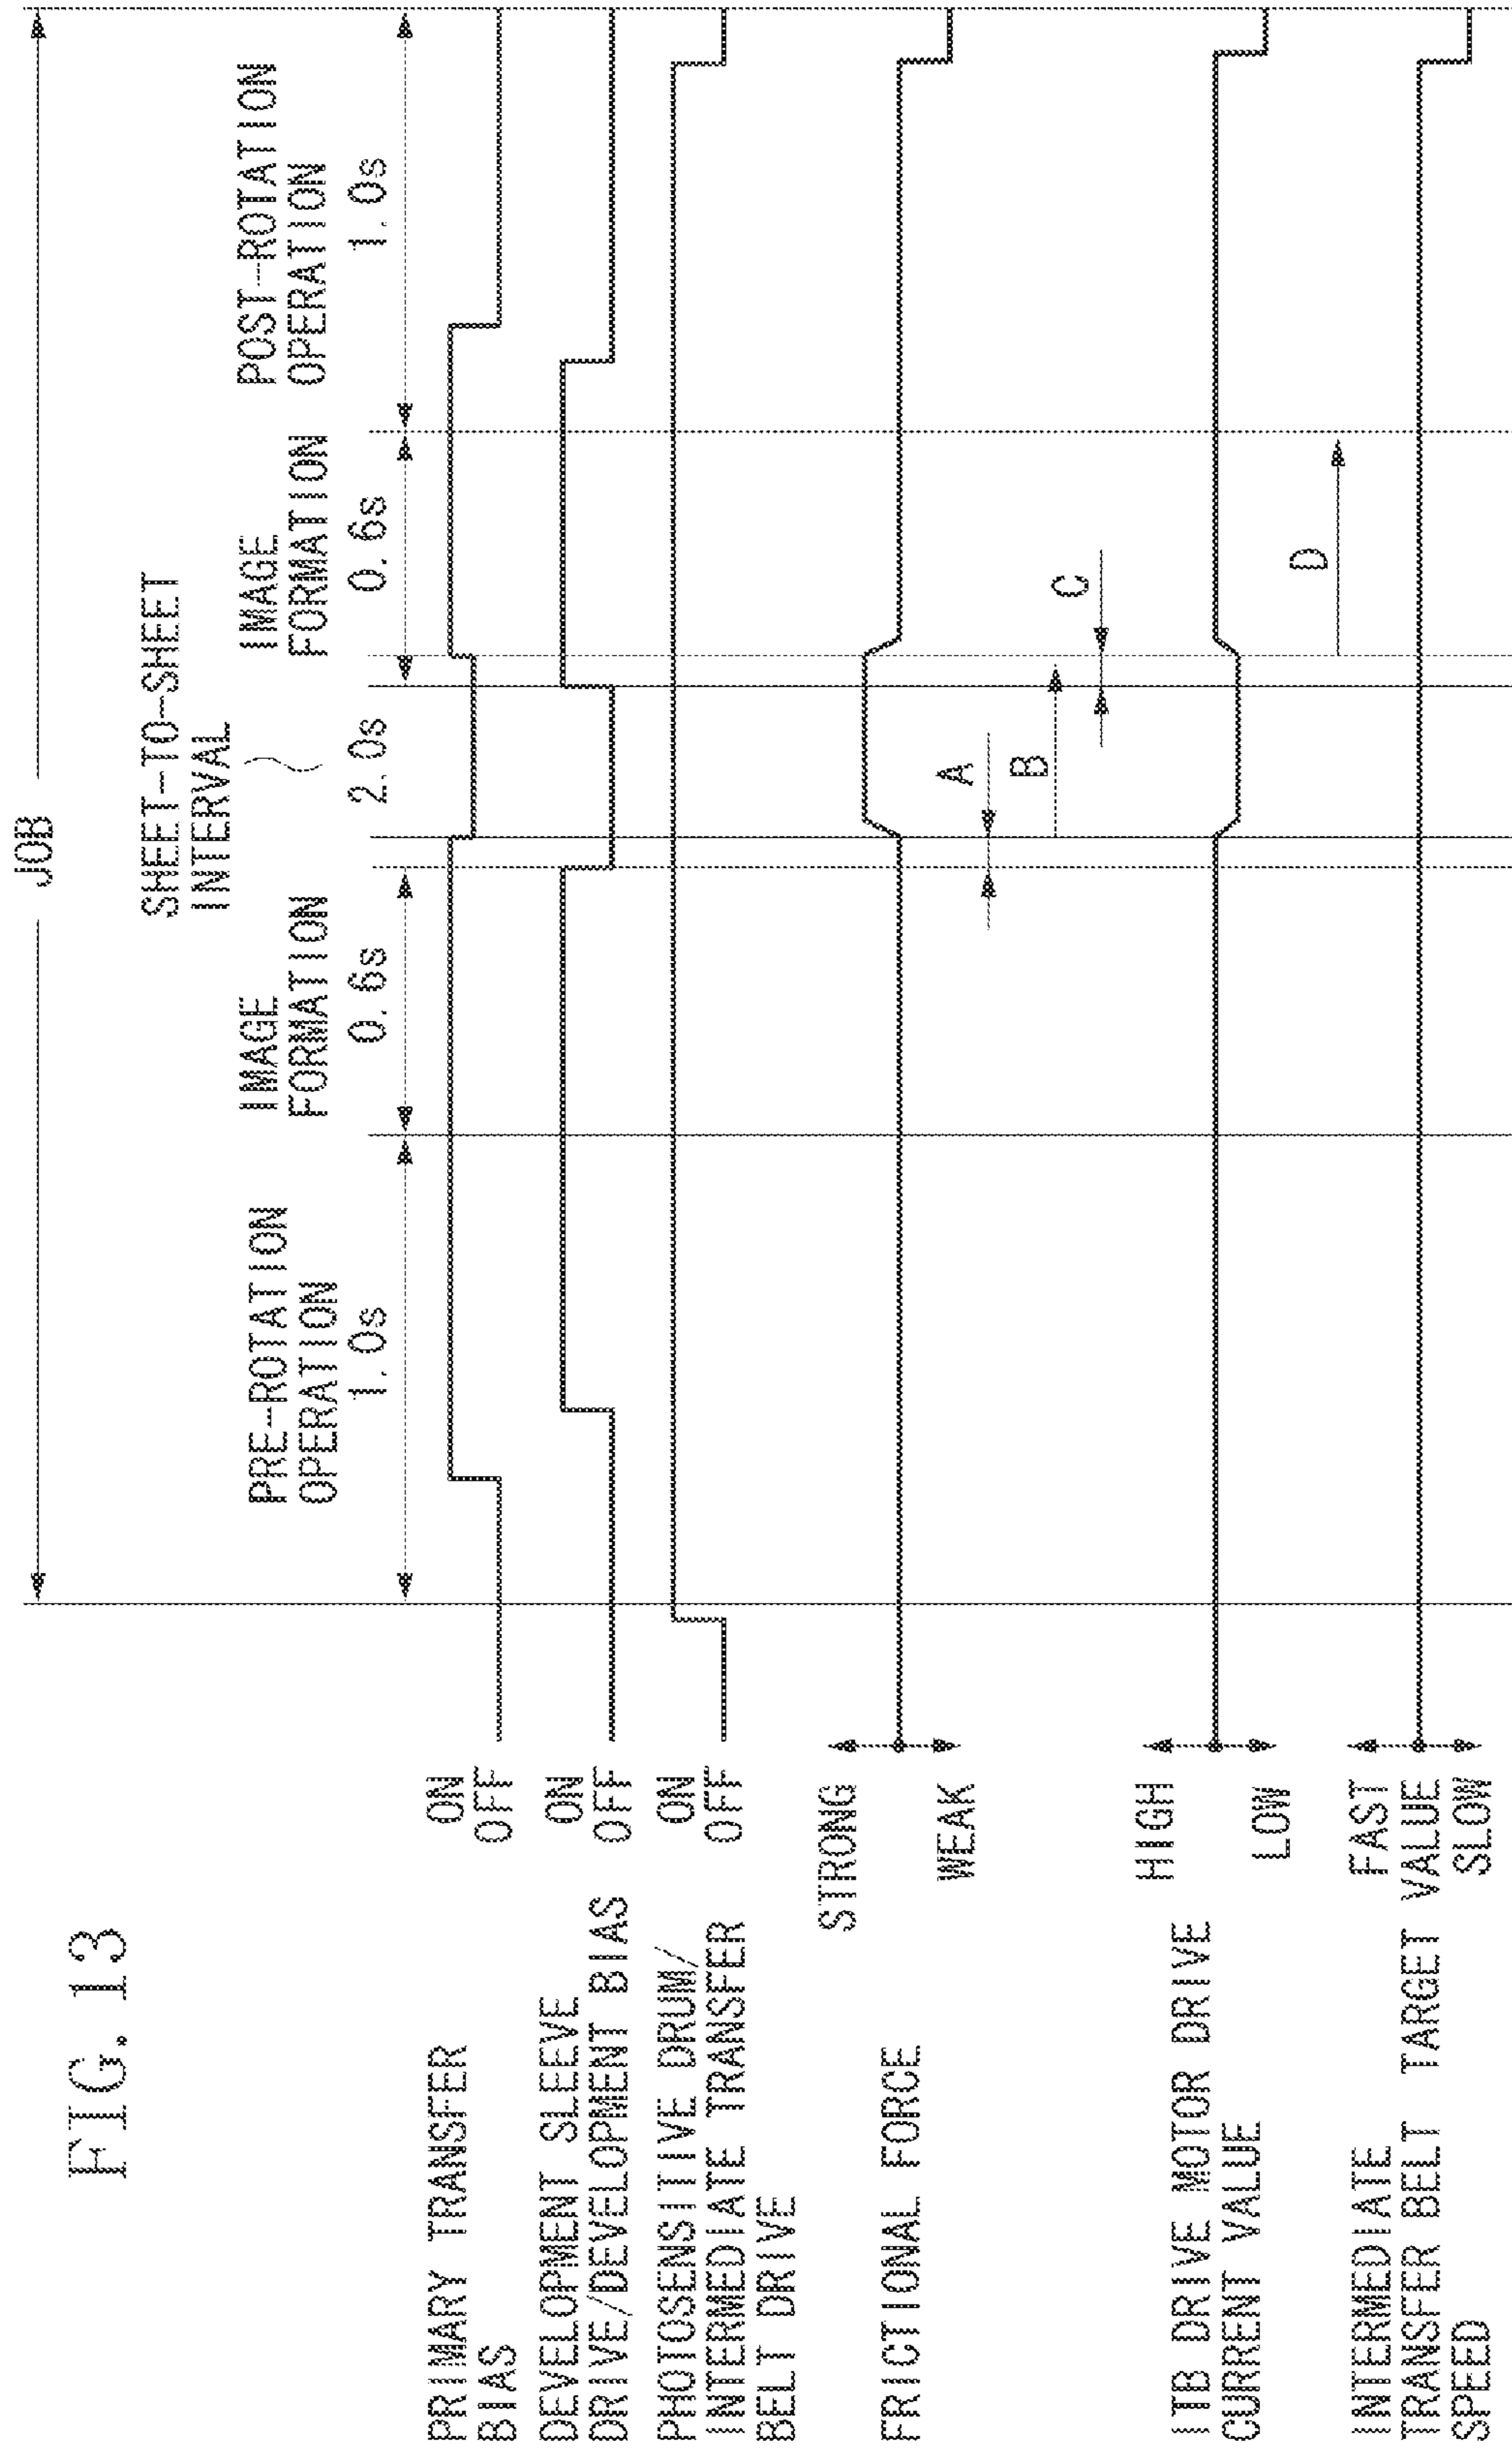 FIG. 13
JOB
SHEET-TO-SHEET
INTERVAL
PRE-ROTATION
OPERATION
1.0s
IMAGE
FORMATION
0.6s
2.0s
IMAGE
FORMATION
0.6s
POST-ROTATION
OPERATION
1.0s
PRIMARY TRANSFER
BIAS
ON
OFF
DEVELOPMENT SLEEVE
DRIVE/DEVELOPMENT BIAS
ON
OFF
PHOTOSENSITIVE DRUM/
INTERMEDIATE TRANSFER
BELT DRIVE
ON
OFF
FRICTIONAL FORCE
STRONG
WEAK
A
B
C
ITB DRIVE MOTOR DRIVE
CURRENT VALUE
HIGH
LOW
D
INTERMEDIATE
TRANSFER BELT
SPEED
FAST
TARGET VALUE
SLOW